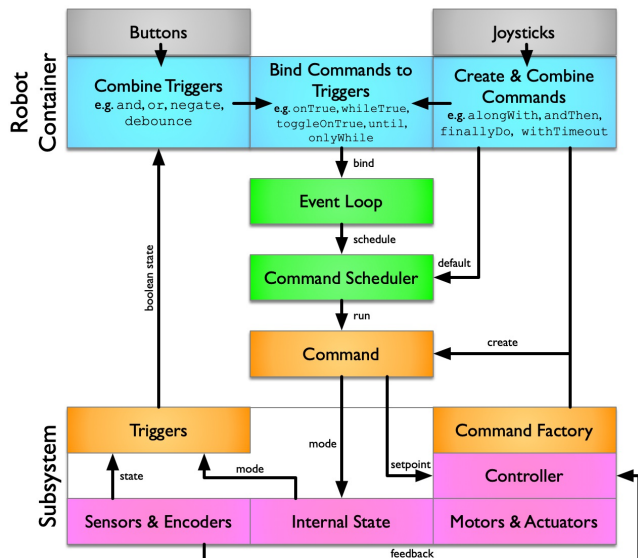 Buttons
Joysticks
Robot
Container
Combine Triggers
e.g. and, or, negate,
debounce
Bind Commands to
Triggers
e.g. onTrue, whileTrue,
toggleOnTrue, until,
onlyWhile
Create & Combine
Commands
e.g. alongWith, andThen,
finallyDo, withTimeout
bind
Event Loop
schedule
boolean state
Command Scheduler
default
run
Command
create
Subsystem
Triggers
mode
Command Factory
state
mode
setpoint
Controller
Sensors & Encoders
Internal State
Motors & Actuators
feedback